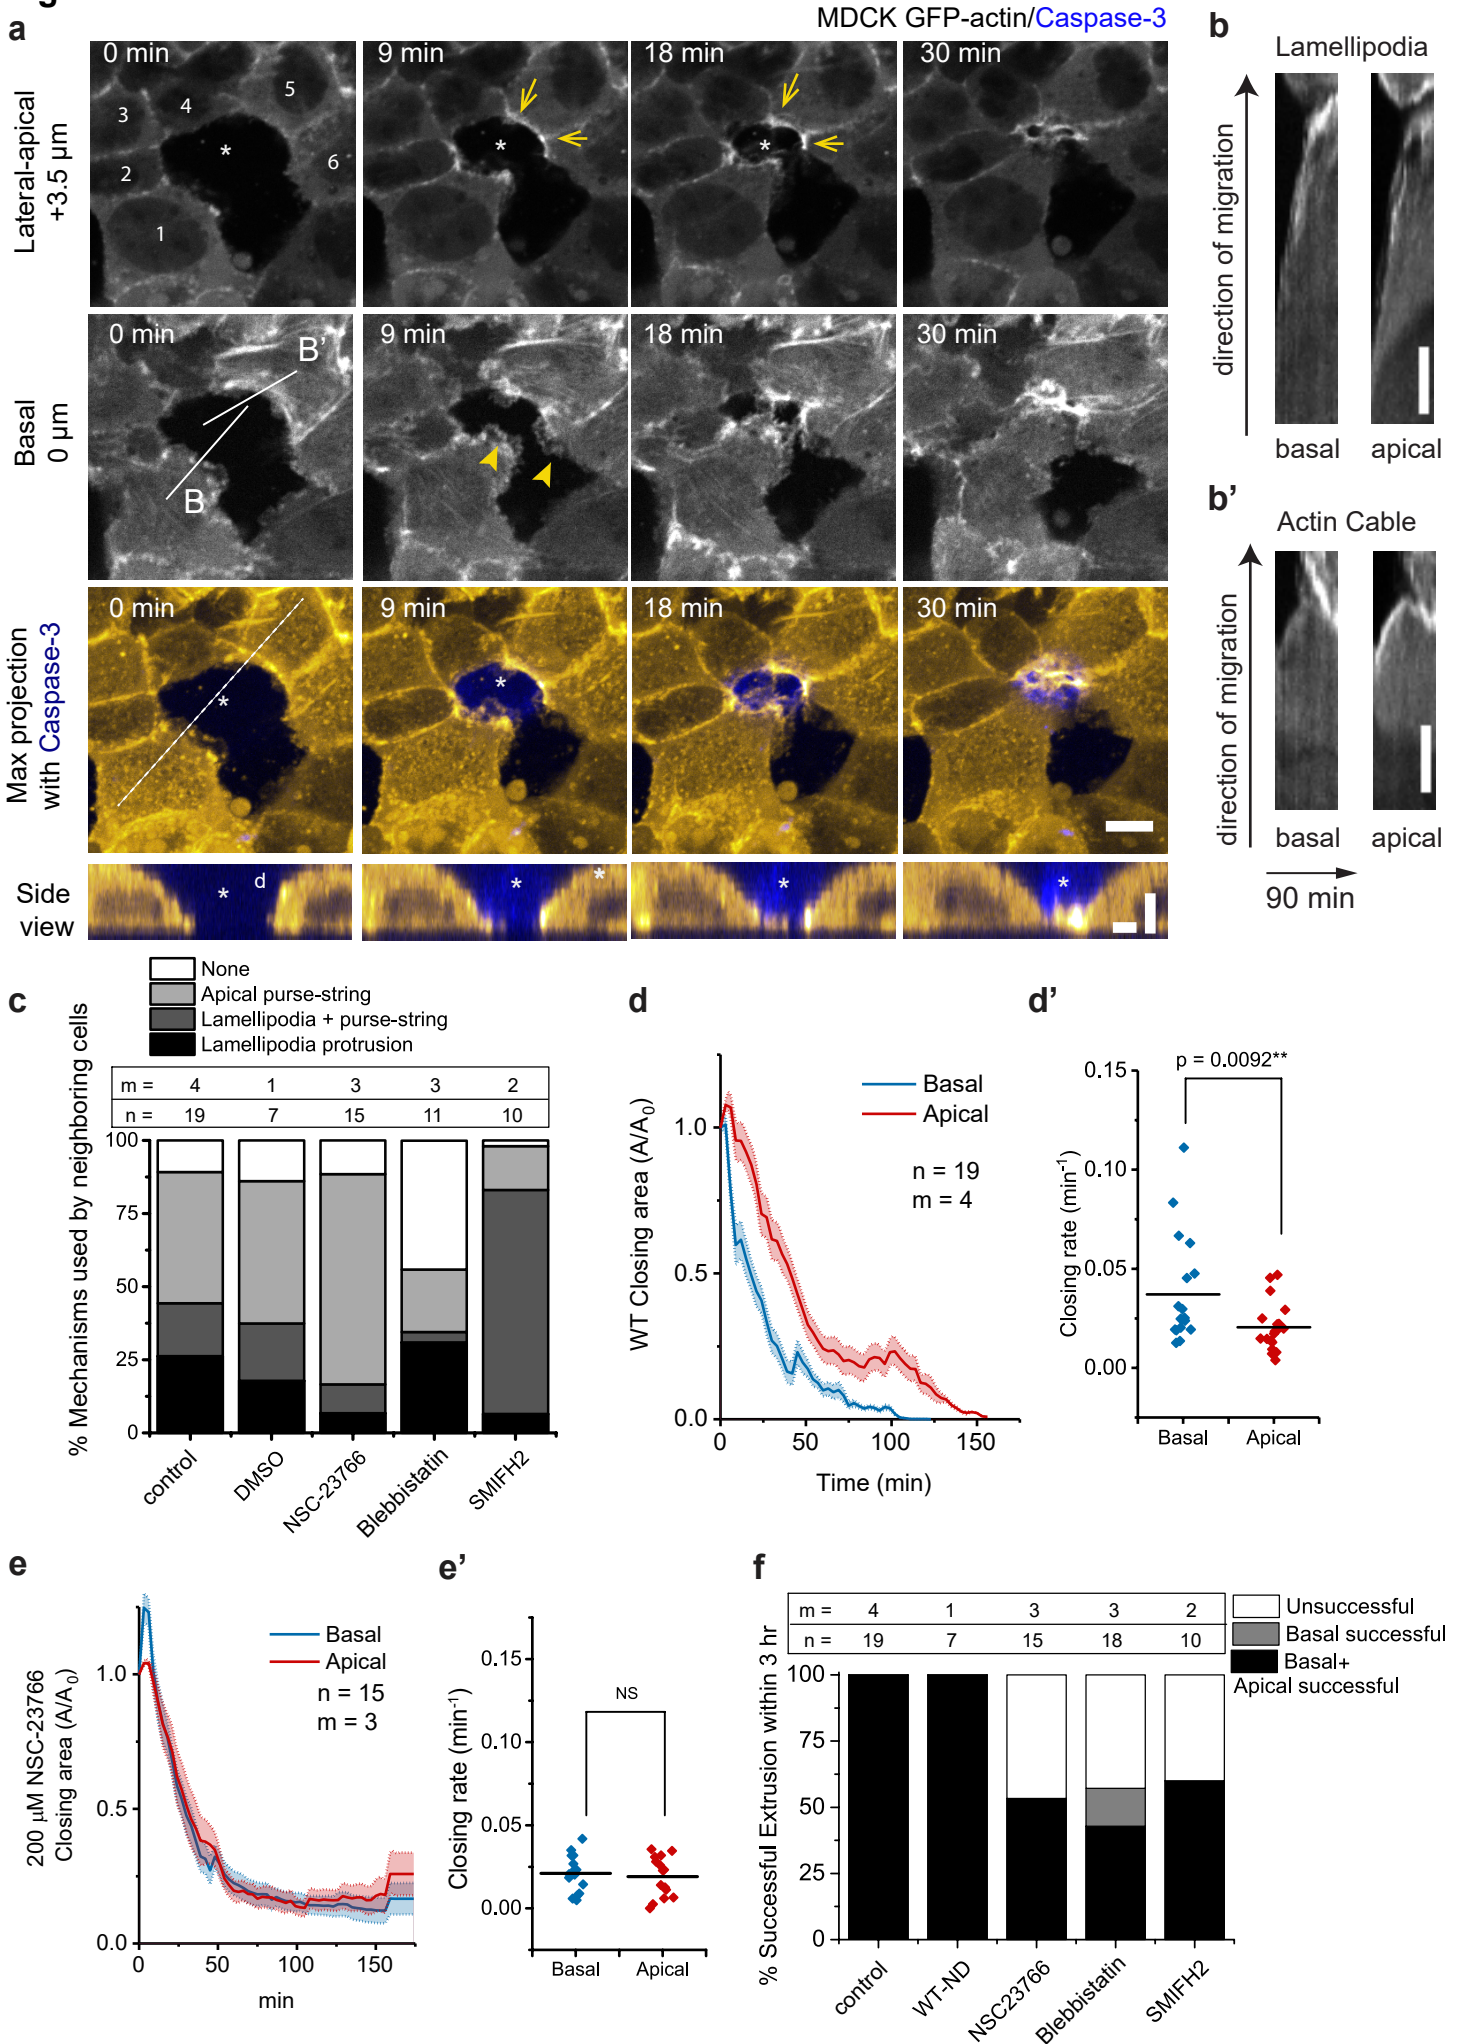 MDCK GFP-actin/Caspase-3
a
Lateral-apical
+3.5 µm
0 min
9 min
18 min
30 min
1
2
3
4
5
6
*
*
*
Basal
0 µm
0 min
9 min
18 min
30 min
B'
B
Max projection
with Caspase-3
0 min
9 min
18 min
30 min
*
*
Side
view
*
d
*
*
*
*
b
Lamellipodia
direction of migration
basal
apical
b'
Actin Cable
direction of migration
basal
apical
90 min
c
None
Apical purse-string
Lamellipodia + purse-string
Lamellipodia protrusion
m = 4 1 3 3 2
n = 19 7 15 11 10
% Mechanisms used by neighboring cells
100
75
50
25
0
control
DMSO
NSC-23766
Blebbistatin
SMIFH2
d
Basal
Apical
n = 19
m = 4
WT Closing area (A/A0)
1.0
0.5
0.0
0 50 100 150
Time (min)
d'
p = 0.0092**
Closing rate (min-1)
0.15
0.10
0.05
0.00
Basal Apical
e
Basal
Apical
n = 15
m = 3
200 µM NSC-23766
Closing area (A/A0)
1.0
0.5
0.0
0 50 100 150
min
e'
NS
Closing rate (min-1)
0.15
0.10
0.05
0.00
Basal Apical
f
m = 4 1 3 3 2
n = 19 7 15 18 10
Unsuccessful
Basal successful
Basal+
Apical successful
% Successful Extrusion within 3 hr
100
75
50
25
0
control
WT-ND
NSC23766
Blebbistatin
SMIFH2